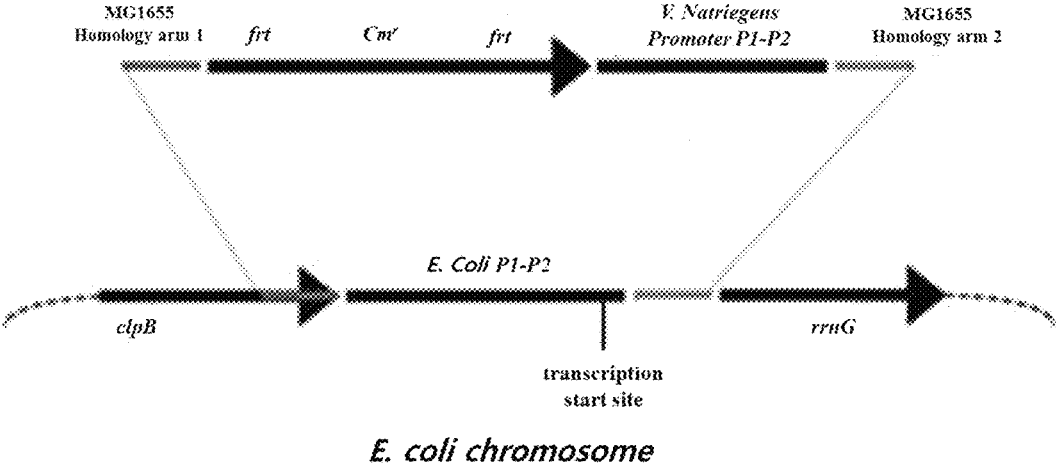 MG1655
Homology arm 1
frt
Cmʳ
frt
V. Natriegens
Promoter P1-P2
MG1655
Homology arm 2
E. Coli P1-P2
clpB
rrnG
transcription
start site
E. coli chromosome